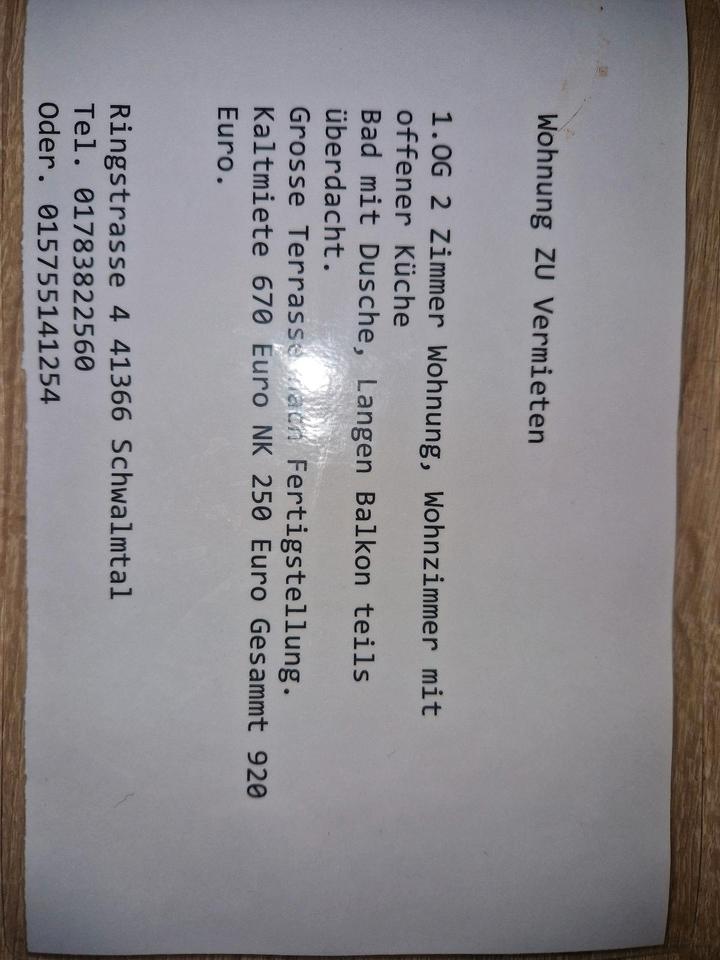 Wohnung ZU Vermieten
1.OG 2 Zimmer Wohnung, Wohnzimmer mit
offener Küche
Bad mit Dusche, Langen Balkon teils
überdacht.
Grosse Terrasse nach Fertigstellung.
Kaltmiete 670 Euro NK 250 Euro Gesammt 920
Euro.
Ringstrasse 4 41366 Schwalmtal
Tel. 01783822560
Oder. 015755141254